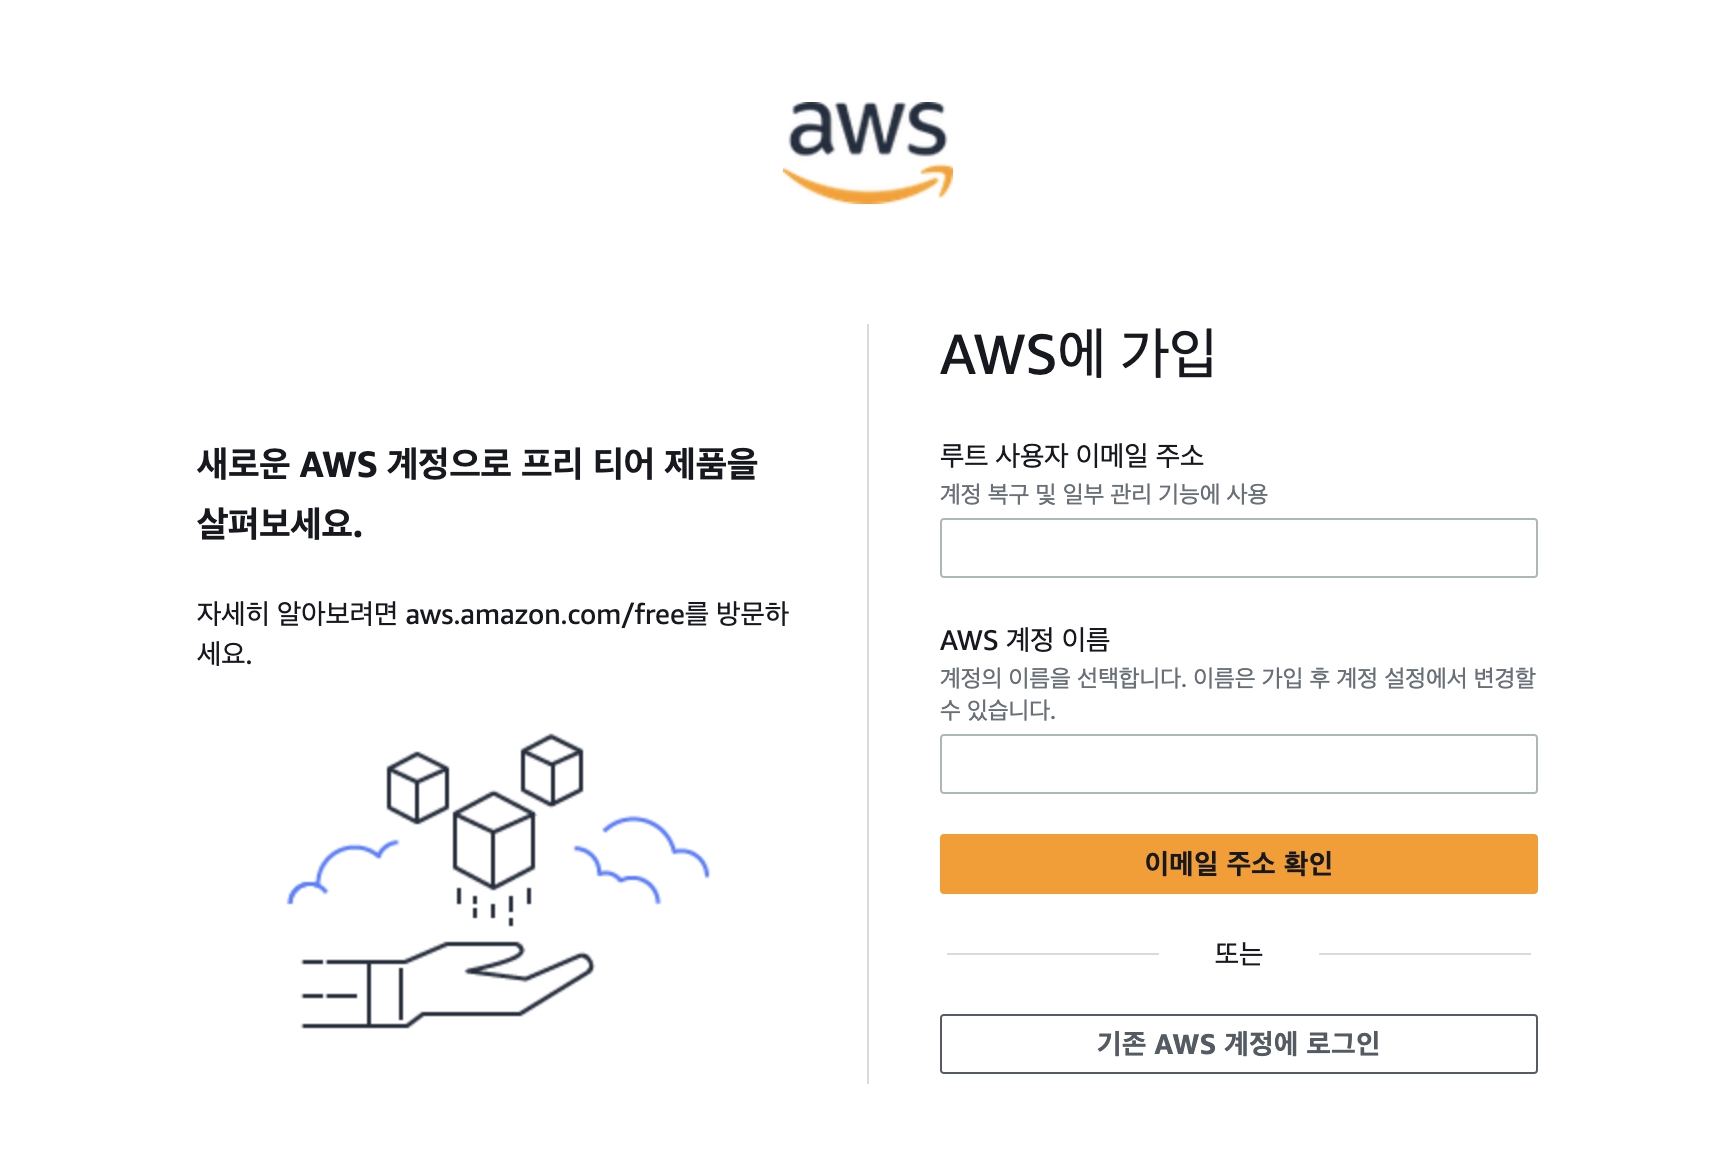 aws
새로운 AWS 계정으로 프리 티어 제품을
살펴보세요.
자세히 알아보려면 aws.amazon.com/free를 방문하
세요.
AWS에 가입
루트 사용자 이메일 주소
계정 복구 및 일부 관리 기능에 사용
AWS 계정 이름
계정의 이름을 선택합니다. 이름은 가입 후 계정 설정에서 변경할
수 있습니다.
이메일 주소 확인
또는
기존 AWS 계정에 로그인